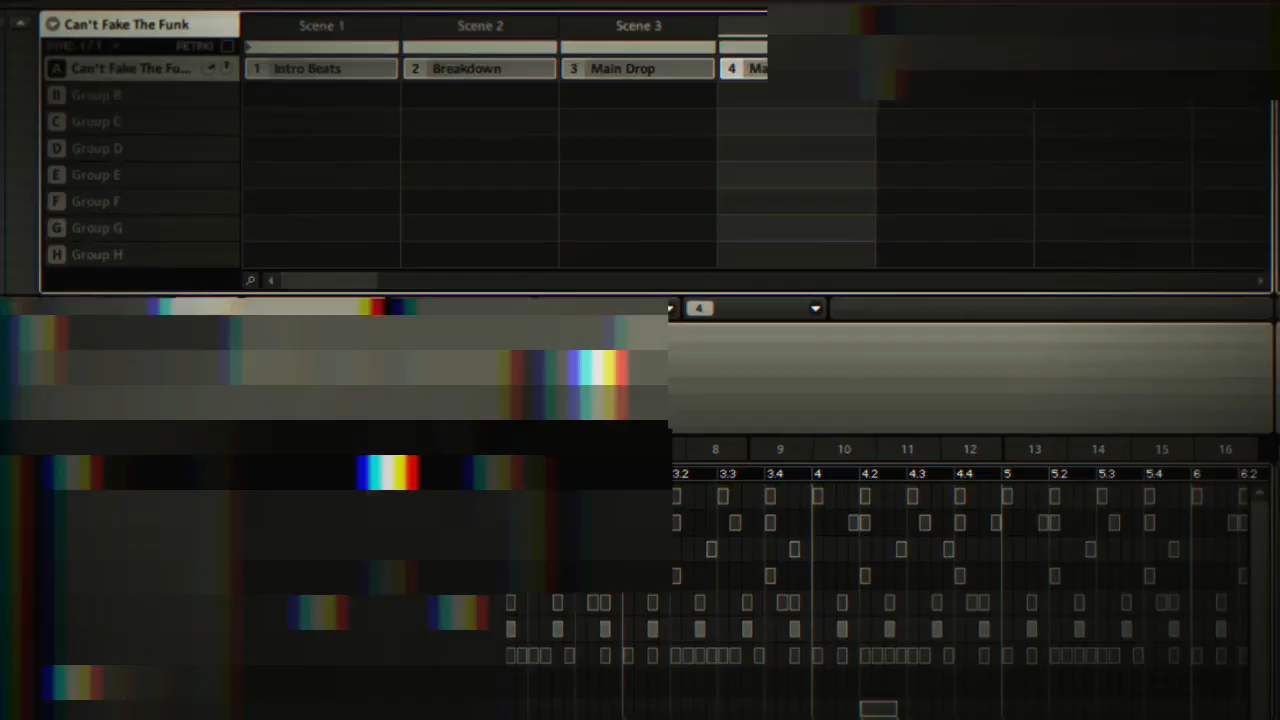 Can't Fake The Funk
Scene 1 Scene 2 Scene 3
RETRIG
A Can't Fake The Fu...
1 Intro Beats 2 Breakdown 3 Main Drop 4 Ma
B Group B
C Group C
D Group D
E Group E
F Group F
G Group G
H Group H
4
8 9 10 11 12 13 14 15 16
3.2 3.3 3.4 4 4.2 4.3 4.4 5 5.2 5.3 5.4 6 6.2